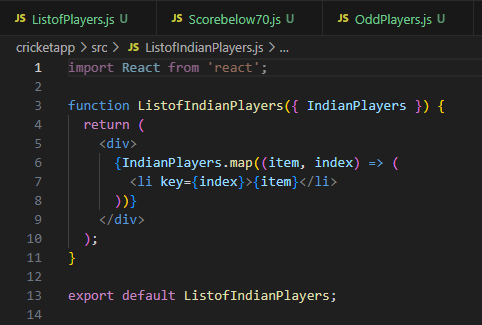 JS ListofPlayers.js U JS Scorebelow70.js U JS OddPlayers.js U
cricketapp > src > JS ListofIndianPlayers.js > ...
1 import React from 'react';
2
3 function ListofIndianPlayers({ IndianPlayers }) {
4   return (
5     <div>
6       {IndianPlayers.map((item, index) => (
7         <li key={index}>{item}</li>
8       ))}
9     </div>
10   );
11 }
12
13 export default ListofIndianPlayers;
14